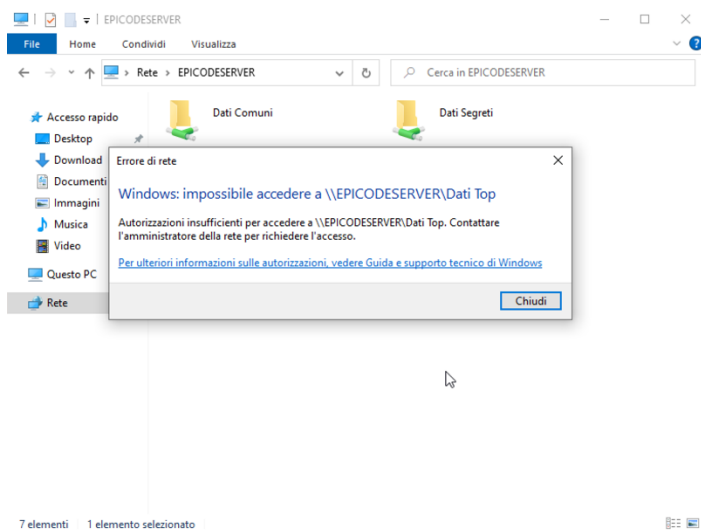 EPICODESERVER
File Home Condividi Visualizza
Rete EPICODESERVER Cerca in EPICODESERVER
Accesso rapido
Desktop
Download
Documenti
Immagini
Musica
Video
Questo PC
Rete
Dati Comuni Dati Segreti
Errore di rete
Windows: impossibile accedere a \\EPICODESERVER\Dati Top
Autorizzazioni insufficienti per accedere a \\EPICODESERVER\Dati Top. Contattare
l'amministratore della rete per richiedere l'accesso.
Per ulteriori informazioni sulle autorizzazioni, vedere Guida e supporto tecnico di Windows
Chiudi
7 elementi 1 elemento selezionato